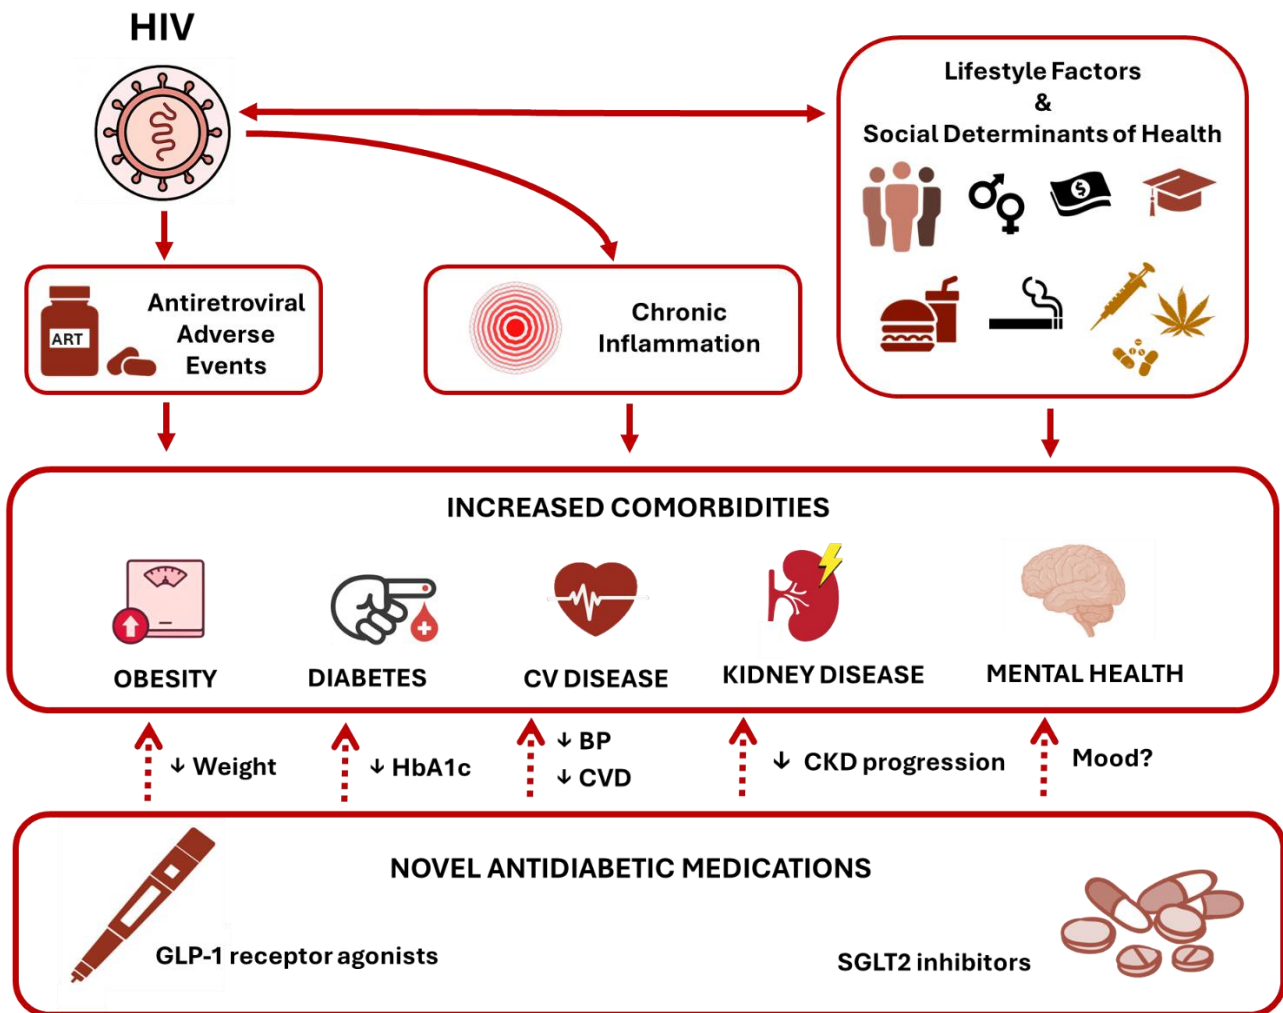 HIV
Lifestyle Factors
&
Social Determinants of Health
$
ART
Antiretroviral
Adverse
Events
Chronic
Inflammation
INCREASED COMORBIDITIES
OBESITY
DIABETES
CV DISEASE
KIDNEY DISEASE
MENTAL HEALTH
↓ Weight
↓ HbA1c
↓ BP
↓ CVD
↓ CKD progression
Mood?
NOVEL ANTIDIABETIC MEDICATIONS
GLP-1 receptor agonists
SGLT2 inhibitors